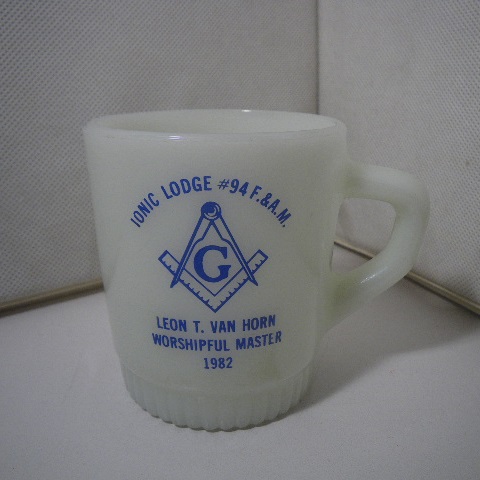 IONIC LODGE #94 F.&A.M.
G
LEON T. VAN HORN
WORSHIPFUL MASTER
1982